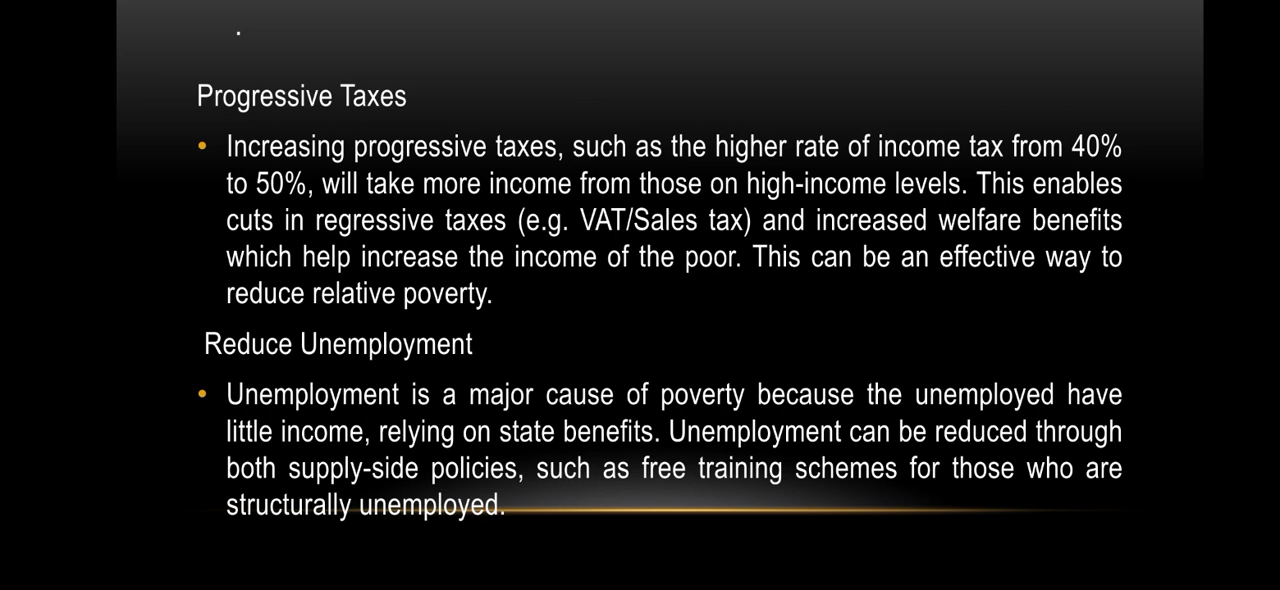 .
Progressive Taxes
• Increasing progressive taxes, such as the higher rate of income tax from 40%
to 50%, will take more income from those on high-income levels. This enables
cuts in regressive taxes (e.g. VAT/Sales tax) and increased welfare benefits
which help increase the income of the poor. This can be an effective way to
reduce relative poverty.
Reduce Unemployment
• Unemployment is a major cause of poverty because the unemployed have
little income, relying on state benefits. Unemployment can be reduced through
both supply-side policies, such as free training schemes for those who are
structurally unemployed.